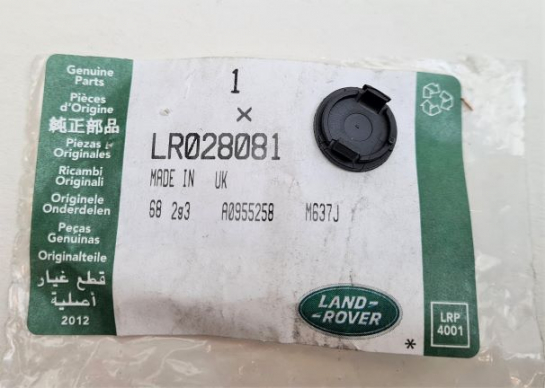 Genuine
Parts
Pièces
d'Origine
純正部品
Piezas
Originales
Ricambi
Originali
Originele
Onderdelen
Peças
Genuinas
Originalteile
قطع غيار
أصلية
2012
1
×
LR028081
MADE IN UK
68 2g3 A0955258 M637J
LAND-
ROVER
LRP
4001
*